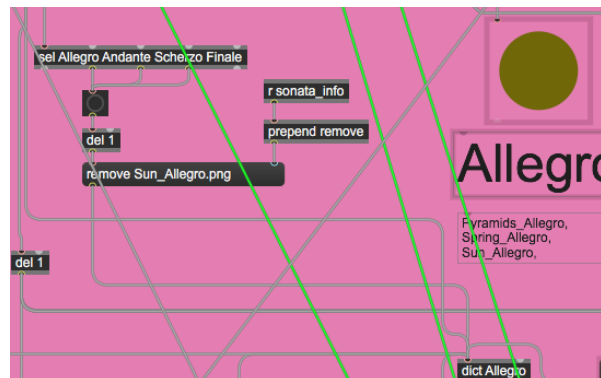 sel Allegro Andante Scherzo Finale
r sonata_info
prepend remove
del 1
remove Sun_Allegro.png
Allegro
Pyramids_Allegro,
Spring_Allegro,
Sun_Allegro,
del 1
dict Allegro